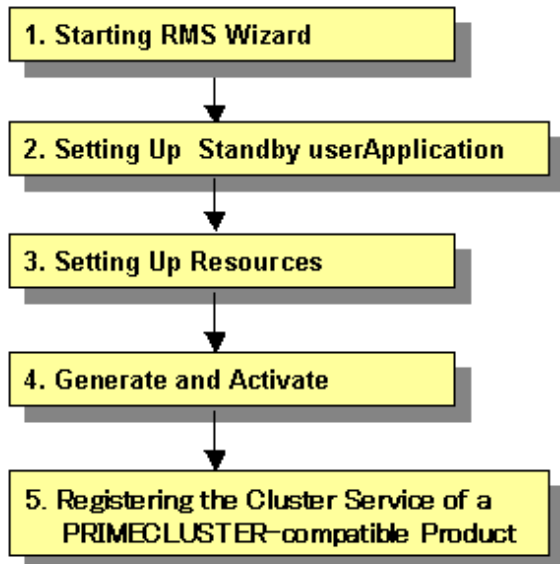 1. Starting RMS Wizard
2. Setting Up Standby userApplication
3. Setting Up Resources
4. Generate and Activate
5. Registering the Cluster Service of a
PRIMECLUSTER-compatible Product